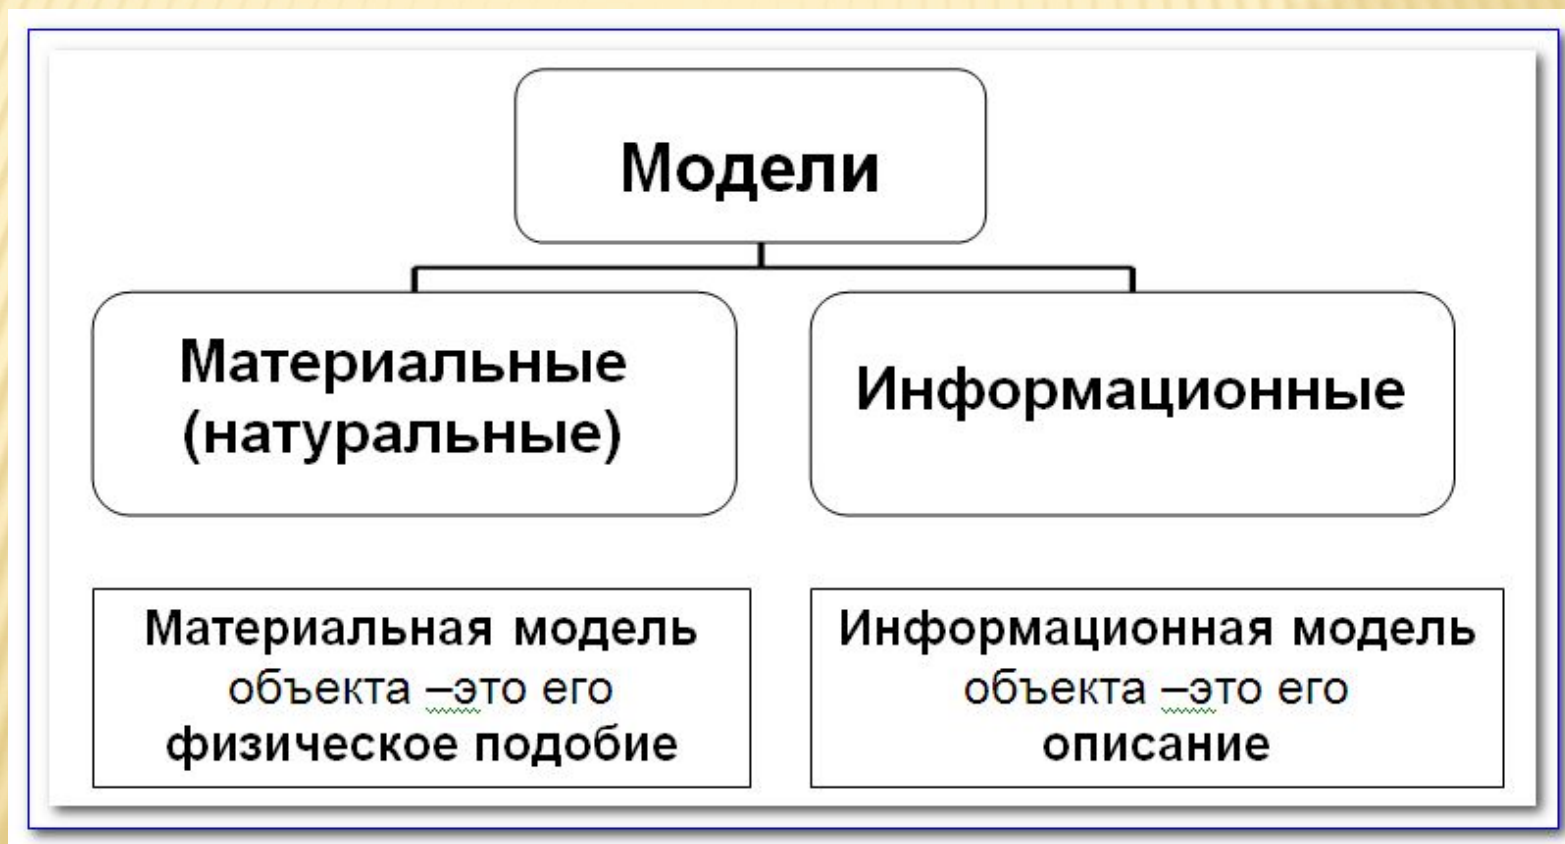 Модели
Материальные
(натуральные)
Информационные
Материальная модель
объекта –это его
физическое подобие
Информационная модель
объекта –это его
описание